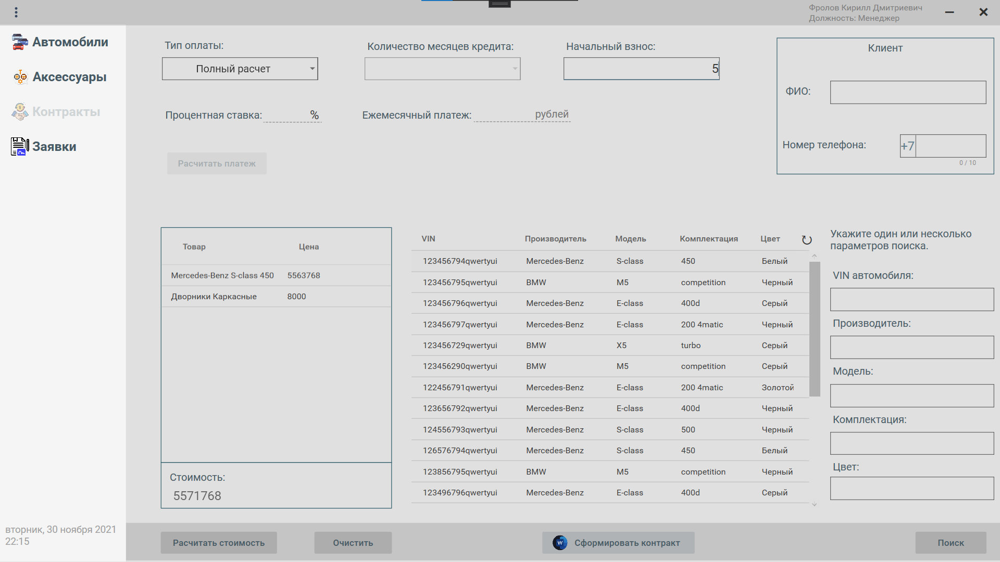 Фролов Кирилл Дмитриевич
Должность: Менеджер
Автомобили
Аксессуары
Контракты
Заявки
Тип оплаты:
Полный расчет
Количество месяцев кредита:
Начальный взнос:
5
Процентная ставка: %
Ежемесячный платеж: рублей
Расчитать платеж
Клиент
ФИО:
Номер телефона: +7
0 / 10
Товар Цена
Mercedes-Benz S-class 450 5563768
Дворники Каркасные 8000
Стоимость:
5571768
VIN Производитель Модель Комплектация Цвет
123456794qwertyui Mercedes-Benz S-class 450 Белый
123456795qwertyui BMW M5 competition Черный
123456796qwertyui Mercedes-Benz E-class 400d Серый
123456797qwertyui Mercedes-Benz E-class 200 4matic Черный
123456729qwertyui BMW X5 turbo Серый
123456290qwertyui BMW M5 competition Серый
122456791qwertyui Mercedes-Benz E-class 200 4matic Золотой
123656792qwertyui Mercedes-Benz E-class 400d Черный
124556793qwertyui Mercedes-Benz S-class 500 Черный
126576794qwertyui Mercedes-Benz S-class 450 Белый
123856795qwertyui BMW M5 competition Черный
123496796qwertyui Mercedes-Benz E-class 400d Серый
Укажите один или несколько
параметров поиска.
VIN автомобиля:
Производитель:
Модель:
Комплектация:
Цвет:
вторник, 30 ноября 2021
22:15
Расчитать стоимость
Очистить
W
Сформировать контракт
Поиск